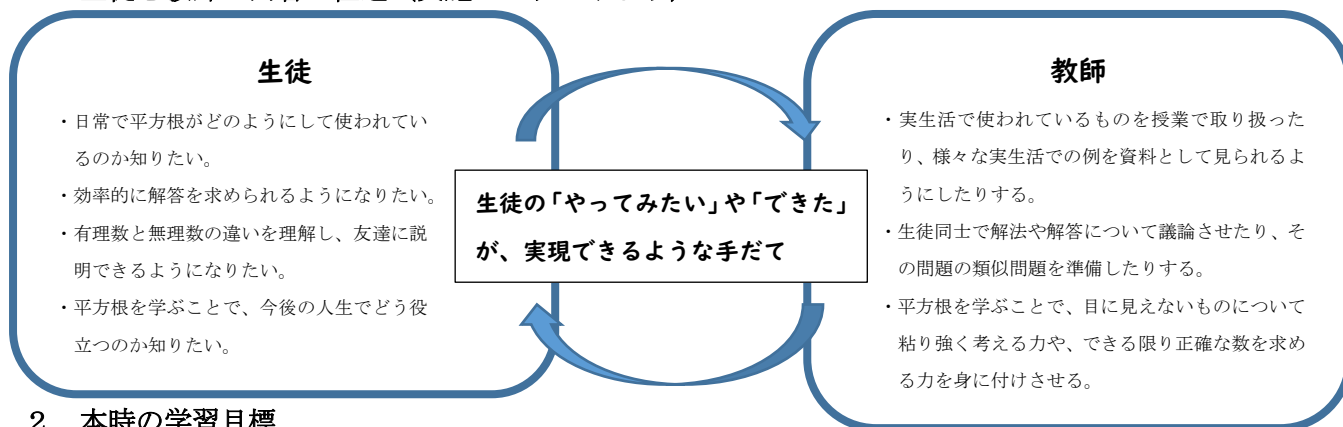 生徒
・日常で平方根がどのようにして使われてい
るのか知りたい。
・効率的に解答を求められるようになりたい。
・有理数と無理数の違いを理解し、友達に説
明できるようになりたい。
・平方根を学ぶことで、今後の人生でどう役
立つのか知りたい。
生徒の「やってみたい」や「できた」
が、実現できるような手だて
教師
・実生活で使われているものを授業で取り扱った
り、様々な実生活での例を資料として見られるよ
うにしたりする。
・生徒同士で解法や解答について議論させたり、そ
の問題の類似問題を準備したりする。
・平方根を学ぶことで、目に見えないものについて
粘り強く考える力や、できる限り正確な数を求め
る力を身に付けさせる。
２　本時の学習目標